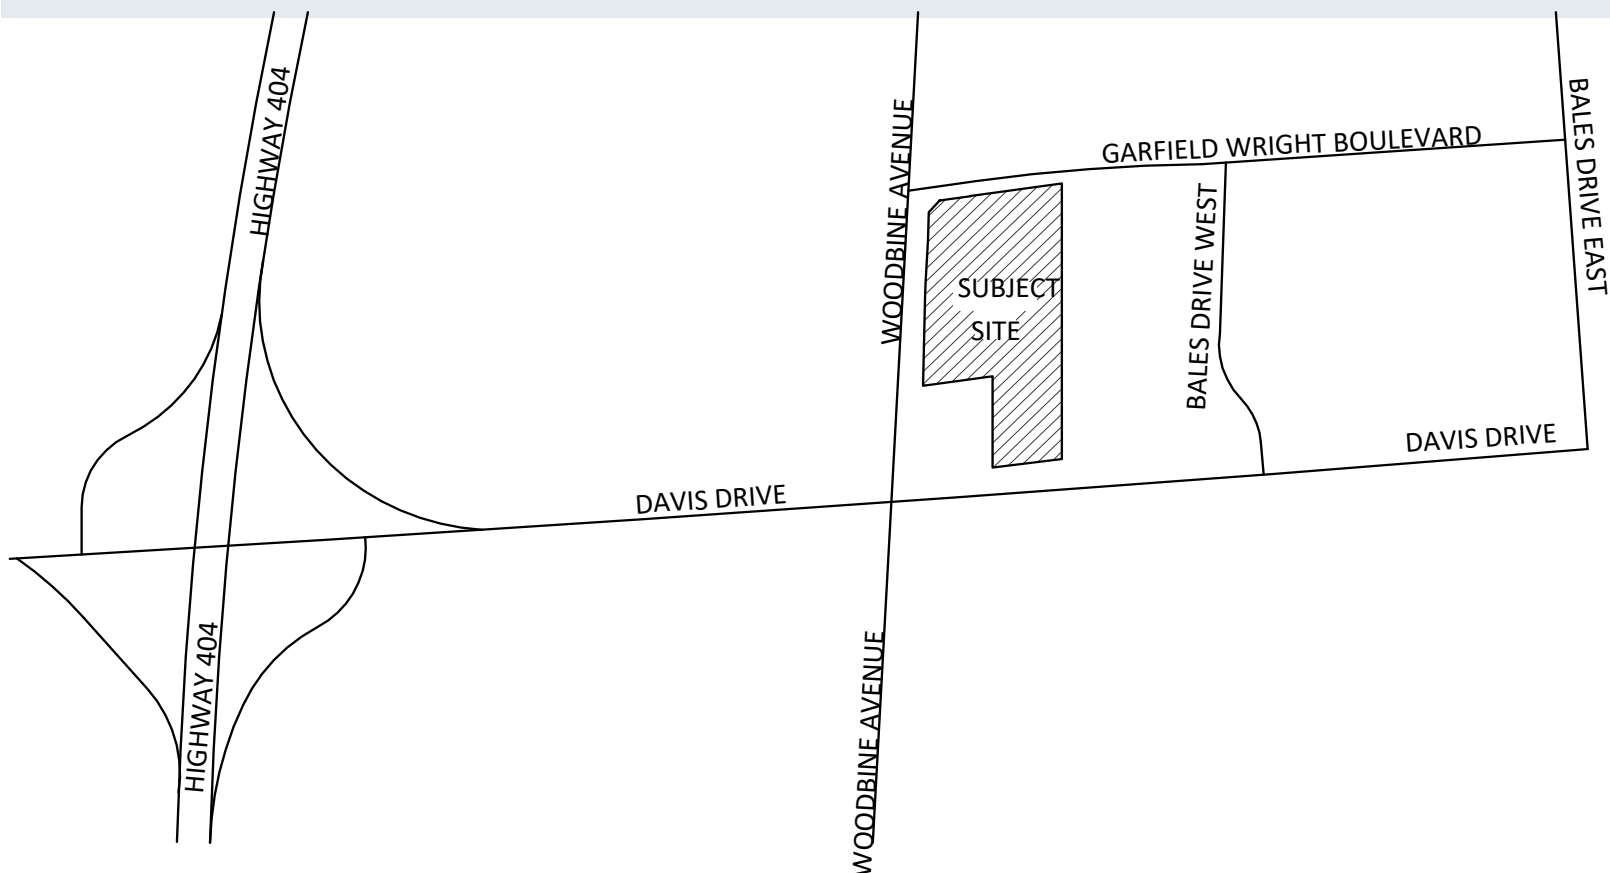 HIGHWAY 404
WOODBINE AVENUE
GARFIELD WRIGHT BOULEVARD
BALES DRIVE EAST
BALES DRIVE WEST
SUBJECT
SITE
DAVIS DRIVE
DAVIS DRIVE
HIGHWAY 404
WOODBINE AVENUE